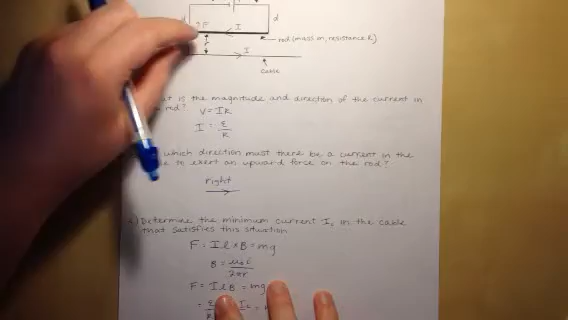 d F I d
rod (mass m, resistance R)
r I
cable
is the magnitude and direction of the current in
rod? V = IR
I = ε/R
which direction must there be a current in the
to exert an upward force on the rod?
right
Determine the minimum current I꜀ in the cable
that satisfies this situation
F = Iℓ × B = mg
B = μ₀I / 2πr
F = IℓB = mg
= ε/R